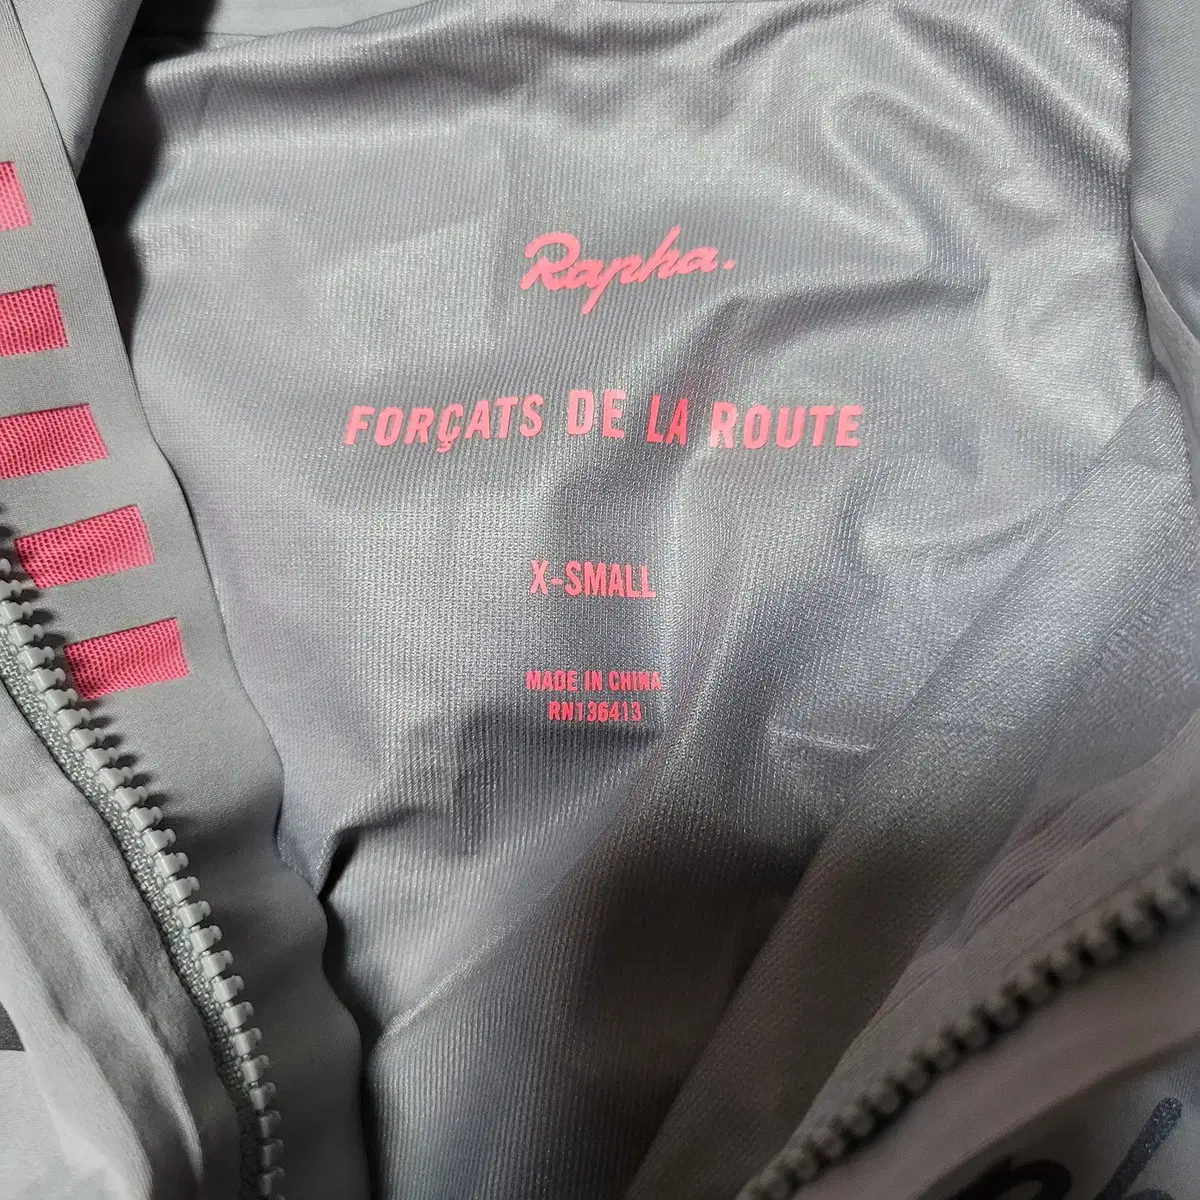 Rapha.
FORÇATS DE LA ROUTE
X-SMALL
MADE IN CHINA
RN136413